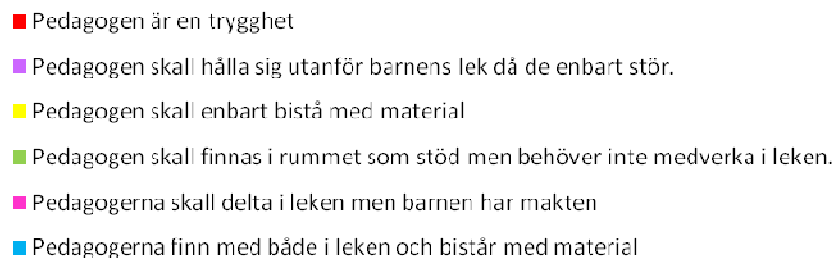 Pedagogen är en trygghet
Pedagogen skall hålla sig utanför barnens lek då de enbart stör.
Pedagogen skall enbart bistå med material
Pedagogen skall finnas i rummet som stöd men behöver inte medverka i leken.
Pedagogerna skall delta i leken men barnen har makten
Pedagogerna finn med både i leken och bistår med material